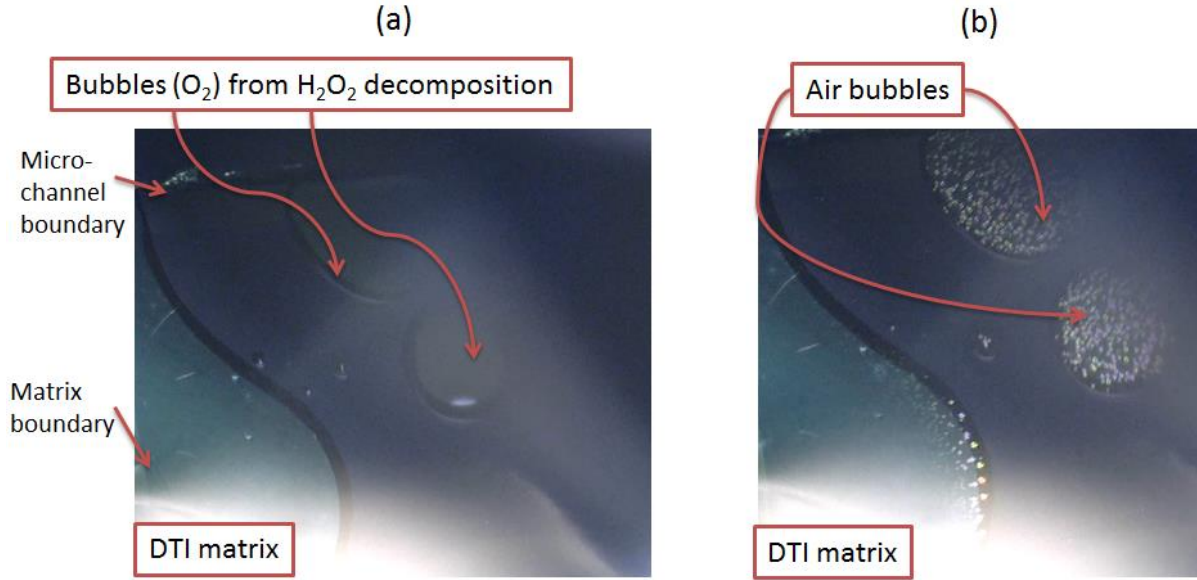 (a)
(b)
Bubbles (O₂) from H₂O₂ decomposition
Air bubbles
Micro-
channel
boundary
Matrix
boundary
DTI matrix
DTI matrix